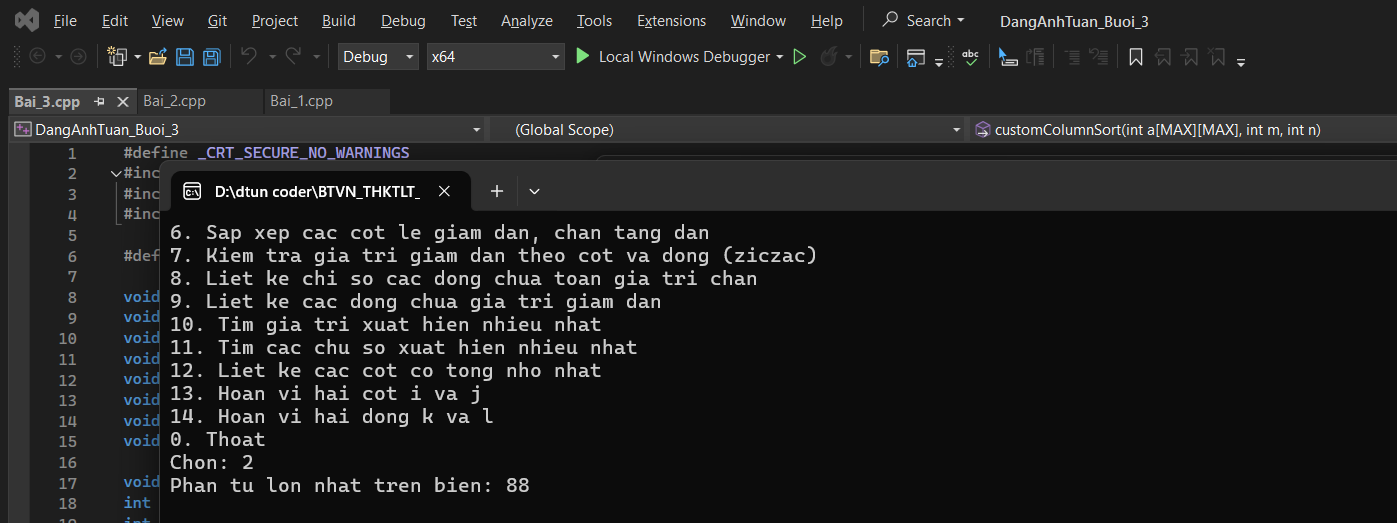 File Edit View Git Project Build Debug Test Analyze Tools Extensions Window Help Search DangAnhTuan_Buoi_3
Debug x64 Local Windows Debugger abc
Bai_3.cpp Bai_2.cpp Bai_1.cpp
DangAnhTuan_Buoi_3 (Global Scope) customColumnSort(int a[MAX][MAX], int m, int n)
1 #define _CRT_SECURE_NO_WARNINGS
2 #inc
3 #inc
4 #inc
5
6 #def
7
8 void
9 void
10 void
11 void
12 void
13 void
14 void
15 void
16
17 void
18 int
C:\ D:\dtun coder\BTVN_THKTLT_
6. Sap xep cac cot le giam dan, chan tang dan
7. Kiem tra gia tri giam dan theo cot va dong (ziczac)
8. Liet ke chi so cac dong chua toan gia tri chan
9. Liet ke cac dong chua gia tri giam dan
10. Tim gia tri xuat hien nhieu nhat
11. Tim cac chu so xuat hien nhieu nhat
12. Liet ke cac cot co tong nho nhat
13. Hoan vi hai cot i va j
14. Hoan vi hai dong k va l
0. Thoat
Chon: 2
Phan tu lon nhat tren bien: 88